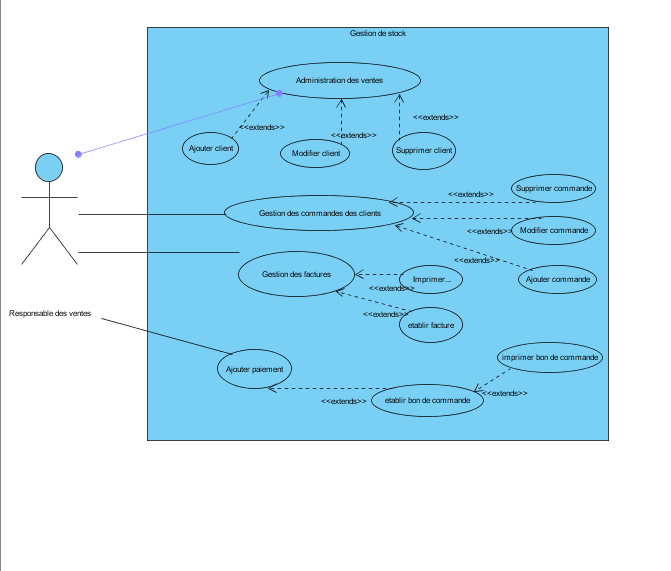 Gestion de stock
Administration des ventes
<<extends>>
<<extends>>
<<extends>>
Ajouter client
Modifier client
Supprimer client
Supprimer commande
<<extends>>
Gestion des commandes des clients
Modifier commande
<<extends>>
<<extends>>
Gestion des factures
Imprimer...
Ajouter commande
<<extends>>
Responsable des ventes
<<extends>>
etablir facture
imprimer bon de commande
Ajouter paiement
<<extends>>
etablir bon de commande
<<extends>>